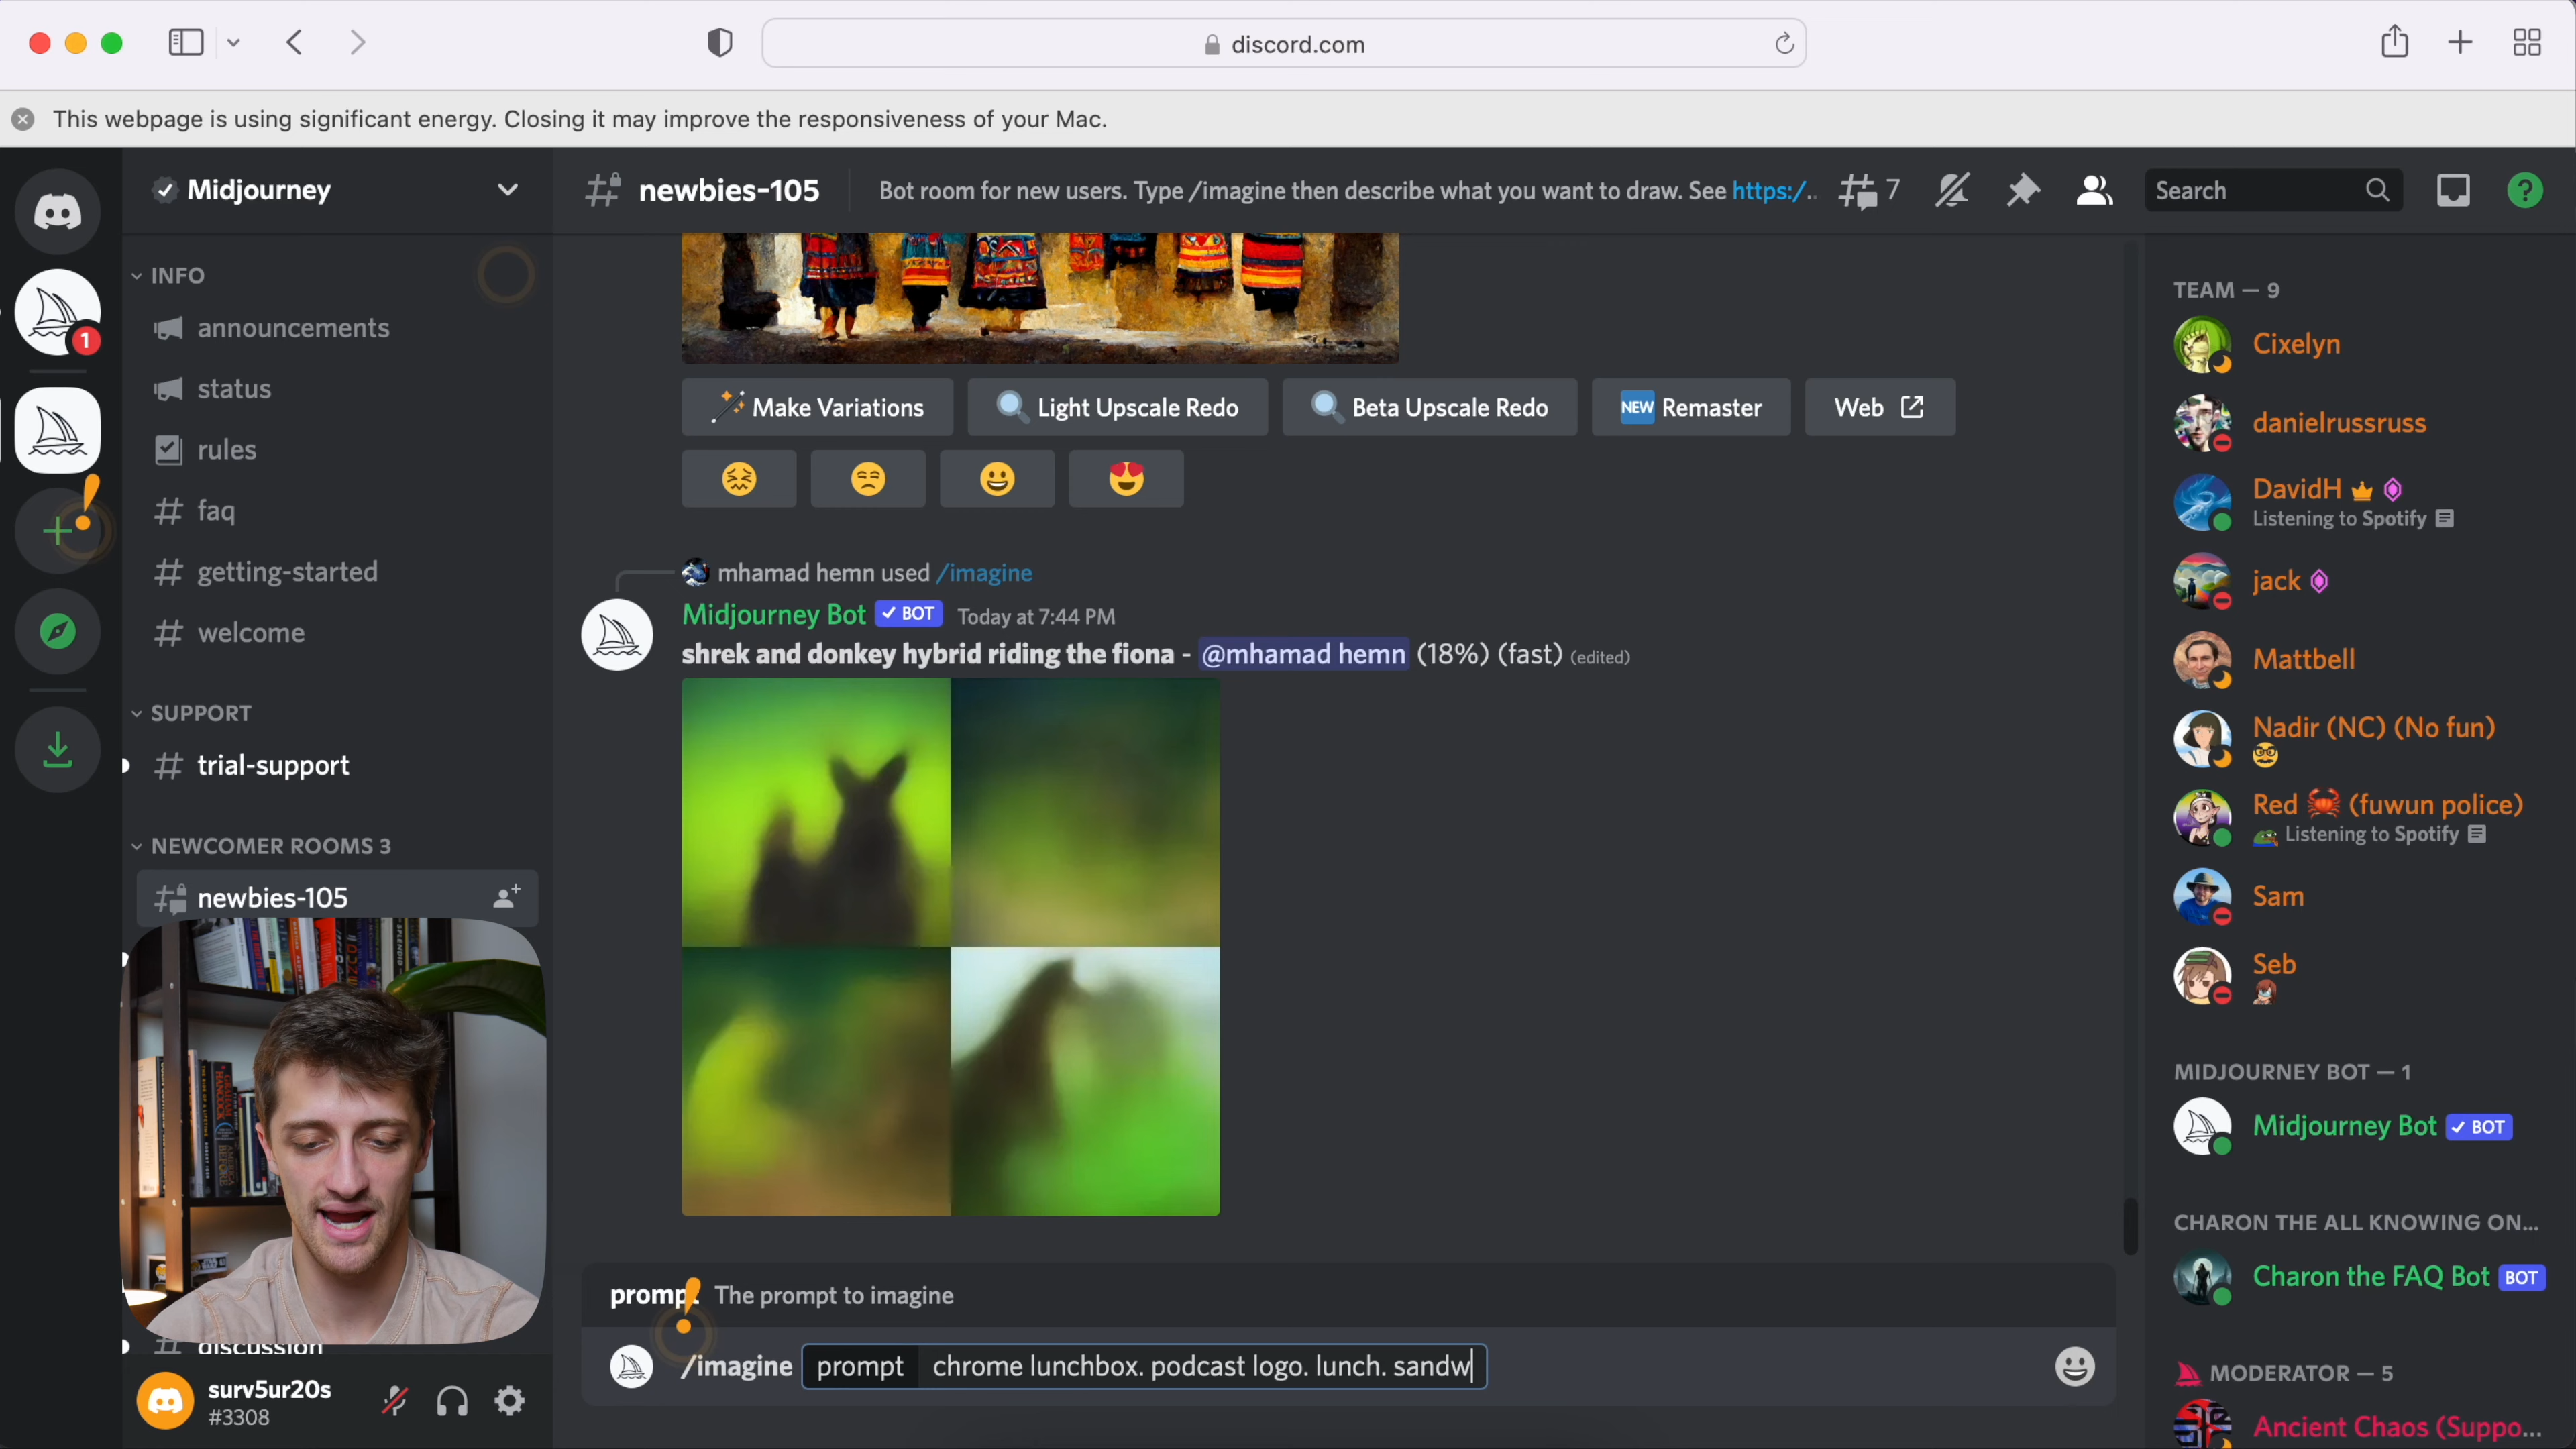 discord.com
This webpage is using significant energy. Closing it may improve the responsiveness of your Mac.
Midjourney
newbies-105
Bot room for new users. Type /imagine then describe what you want to draw. See https:/...
7
Search
?
1
INFO
announcements
status
rules
faq
getting-started
welcome
SUPPORT
trial-support
NEWCOMER ROOMS 3
newbies-105
discussion
surv5ur20s
#3308
Make Variations
Light Upscale Redo
Beta Upscale Redo
NEW Remaster
Web
mhamad hemn used /imagine
Midjourney Bot ✓ BOT Today at 7:44 PM
shrek and donkey hybrid riding the fiona - @mhamad hemn (18%) (fast) (edited)
prompt The prompt to imagine
/imagine prompt chrome lunchbox. podcast logo. lunch. sandw
TEAM — 9
Cixelyn
danielrussruss
DavidH
Listening to Spotify
jack
Mattbell
Nadir (NC) (No fun)
Red 🦀 (fuwun police)
Listening to Spotify
Sam
Seb
MIDJOURNEY BOT — 1
Midjourney Bot ✓ BOT
CHARON THE ALL KNOWING ON...
Charon the FAQ Bot BOT
MODERATOR — 5
Ancient Chaos (Suppo...